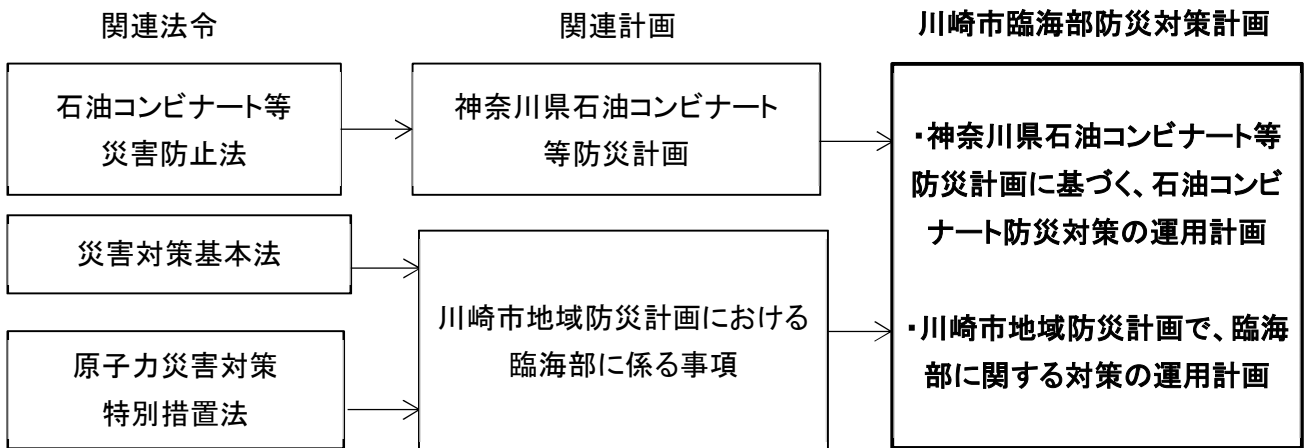 関連法令
関連計画
川崎市臨海部防災対策計画
石油コンビナート等
災害防止法
神奈川県石油コンビナート
等防災計画
災害対策基本法
原子力災害対策
特別措置法
川崎市地域防災計画における
臨海部に係る事項
・神奈川県石油コンビナート等
防災計画に基づく、石油コンビ
ナート防災対策の運用計画
・川崎市地域防災計画で、臨海
部に関する対策の運用計画